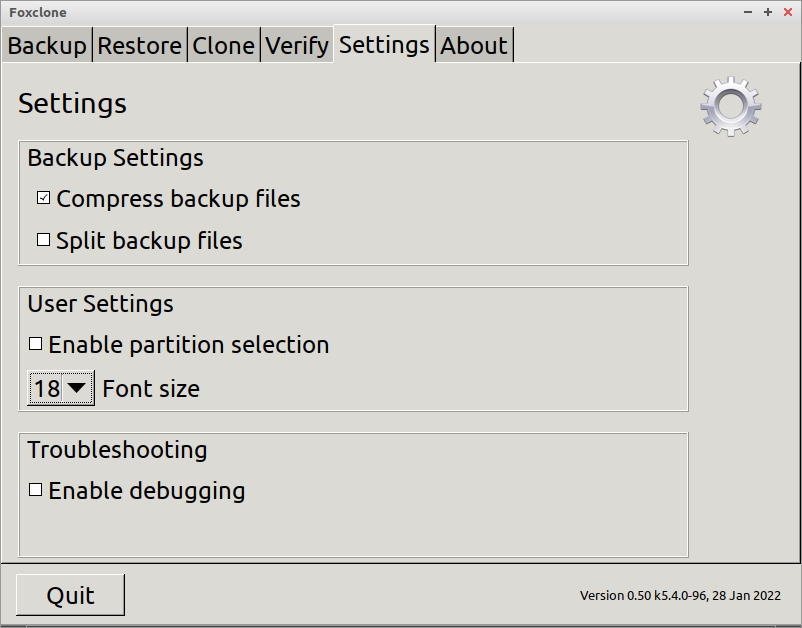 Foxclone
Backup Restore Clone Verify Settings About
Settings
Backup Settings
Compress backup files
Split backup files
User Settings
Enable partition selection
18 Font size
Troubleshooting
Enable debugging
Quit
Version 0.50 k5.4.0-96, 28 Jan 2022